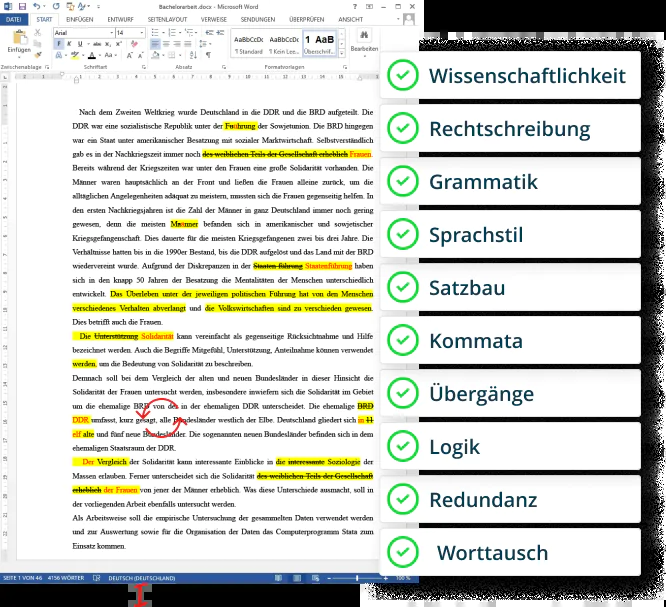 Bachelorarbeit.docx - Microsoft Word
DATEI START EINFÜGEN ENTWURF SEITENLAYOUT VERWEISE SENDUNGEN ÜBERPRÜFEN ANSICHT
Arial 14
Einfügen
F K U
AaBbCcDc AaBbCcDc 1 AaB
¶ Standard ¶ Kein Lee... Überschrif...
Bearbeiten
Zwischenablage Schriftart Absatz Formatvorlagen
Nach dem Zweiten Weltkrieg wurde Deutschland in die DDR und die BRD aufgeteilt. Die
DDR war eine sozialistische Republik unter der Führung der Sowjetunion. Die BRD hingegen
war ein Staat unter amerikanischer Besatzung mit sozialer Marktwirtschaft. Selbstverständlich
gab es in der Nachkriegszeit immer noch des weiblichen Teils der Gesellschaft erheblich Frauen.
Bereits während der Kriegszeiten war unter den Frauen eine große Solidarität vorhanden. Die
Männer waren hauptsächlich an der Front und ließen die Frauen alleine zurück, um die
alltäglichen Angelegenheiten adäquat zu meistern, mussten sich die Frauen gegenseitig helfen. In
den ersten Nachkriegsjahren ist die Zahl der Männer in ganz Deutschland immer noch gering
gewesen, denn die meisten Männer befanden sich in amerikanischer und sowjetischer
Kriegsgefangenschaft. Dies dauerte für die meisten Kriegsgefangenen zwei bis drei Jahre. Die
Verhältnisse hatten bis in die 1990er Bestand, bis die DDR aufgelöst und das Land mit der BRD
wiedervereint wurde. Aufgrund der Diskrepanzen in der Staaten führung Staatenführung haben
sich in den knapp 50 Jahren der Besatzung die Mentalitäten der Menschen unterschiedlich
entwickelt. Das Überleben unter der jeweiligen politischen Führung hat von den Menschen
verschiedenes Verhalten abverlangt und die Volkswirtschaften sind zu verschieden gewesen.
Dies betrifft auch die Frauen.
Die Unterstützung Solidarität kann vereinfacht als gegenseitige Rücksichtnahme und Hilfe
bezeichnet werden. Auch die Begriffe Mitgefühl, Unterstützung, Anteilnahme können verwendet
werden, um die Bedeutung von Solidarität zu beschreiben.
Demnach soll bei dem Vergleich der alten und neuen Bundesländer in dieser Hinsicht die
Solidarität der Frauen untersucht werden, insbesondere inwiefern sich die Solidarität im Gebiet
um die ehemalige BRD von des in der ehemaligen DDR unterscheidet. Die ehemalige BRD
DDR umfasst, kurz gesagt, alle Bundesländer westlich der Elbe. Deutschland gliedert sich in 11
elf alte und fünf neue Bundesländer. Die sogenannten neuen Bundesländer befinden sich in dem
ehemaligen Staatsraum der DDR.
Der Vergleich der Solidarität kann interessante Einblicke in die interessante Soziologie der
Massen erlauben. Ferner unterscheidet sich die Solidarität des weiblichen Teils der Gesellschaft
erheblich der Frauen von jener der Männer erheblich. Was diese Unterschiede ausmacht, soll in
der vorliegenden Arbeit ebenfalls untersucht werden.
Als Arbeitsweise soll die empirische Untersuchung der gesammelten Daten verwendet werden
und zur Auswertung sowie für die Organisation der Daten das Computerprogramm Stata zum
Einsatz kommen.
SEITE 1 VON 46 4156 WÖRTER DEUTSCH (DEUTSCHLAND) 100 %
Wissenschaftlichkeit
Rechtschreibung
Grammatik
Sprachstil
Satzbau
Kommata
Übergänge
Logik
Redundanz
Worttausch